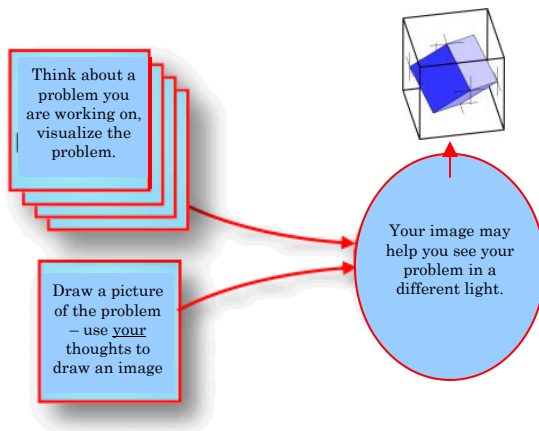 Think about a
problem you
are working on,
visualize the
problem.
Draw a picture
of the problem
– use your
thoughts to
draw an image
Your image may
help you see your
problem in a
different light.